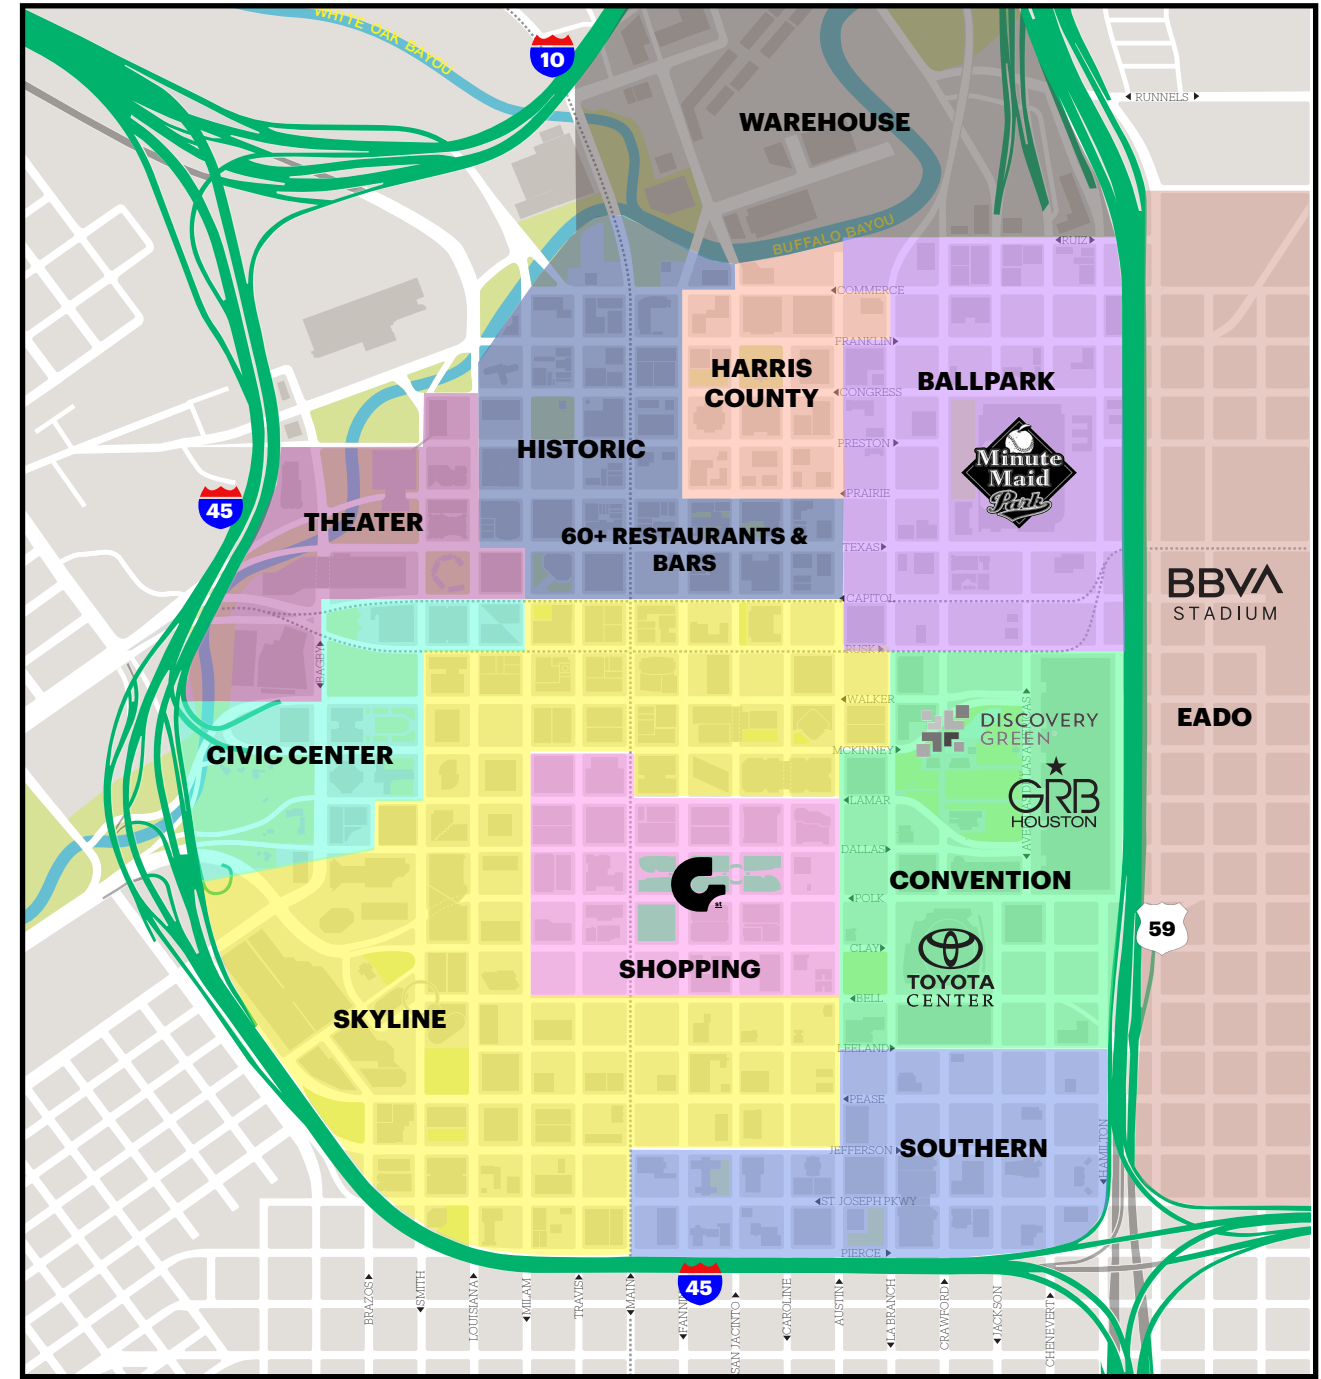 WHITE OAK BAYOU
10
WAREHOUSE
RUNNELS
BUFFALO BAYOU
RUIZ
COMMERCE
FRANKLIN
HARRIS
COUNTY
BALLPARK
CONGRESS
HISTORIC
PRESTON
Minute
Maid
Park
PRAIRIE
45
THEATER
60+ RESTAURANTS &
BARS
TEXAS
BBVA
STADIUM
CAPITOL
RUSK
BAGBY
WALKER
DISCOVERY
GREEN
EADO
MCKINNEY
CIVIC CENTER
GRB
HOUSTON
LAMAR
DALLAS
CONVENTION
G
st
POLK
59
CLAY
SHOPPING
TOYOTA
CENTER
BELL
SKYLINE
LEELAND
PEASE
JEFFERSON
SOUTHERN
HAMILTON
ST JOSEPH PKWY
PIERCE
45
BRAZOS
SMITH
LOUISIANA
MILAM
TRAVIS
MAIN
FANNIN
SAN JACINTO
CAROLINE
AUSTIN
LA BRANCH
CRAWFORD
JACKSON
CHENEVERT